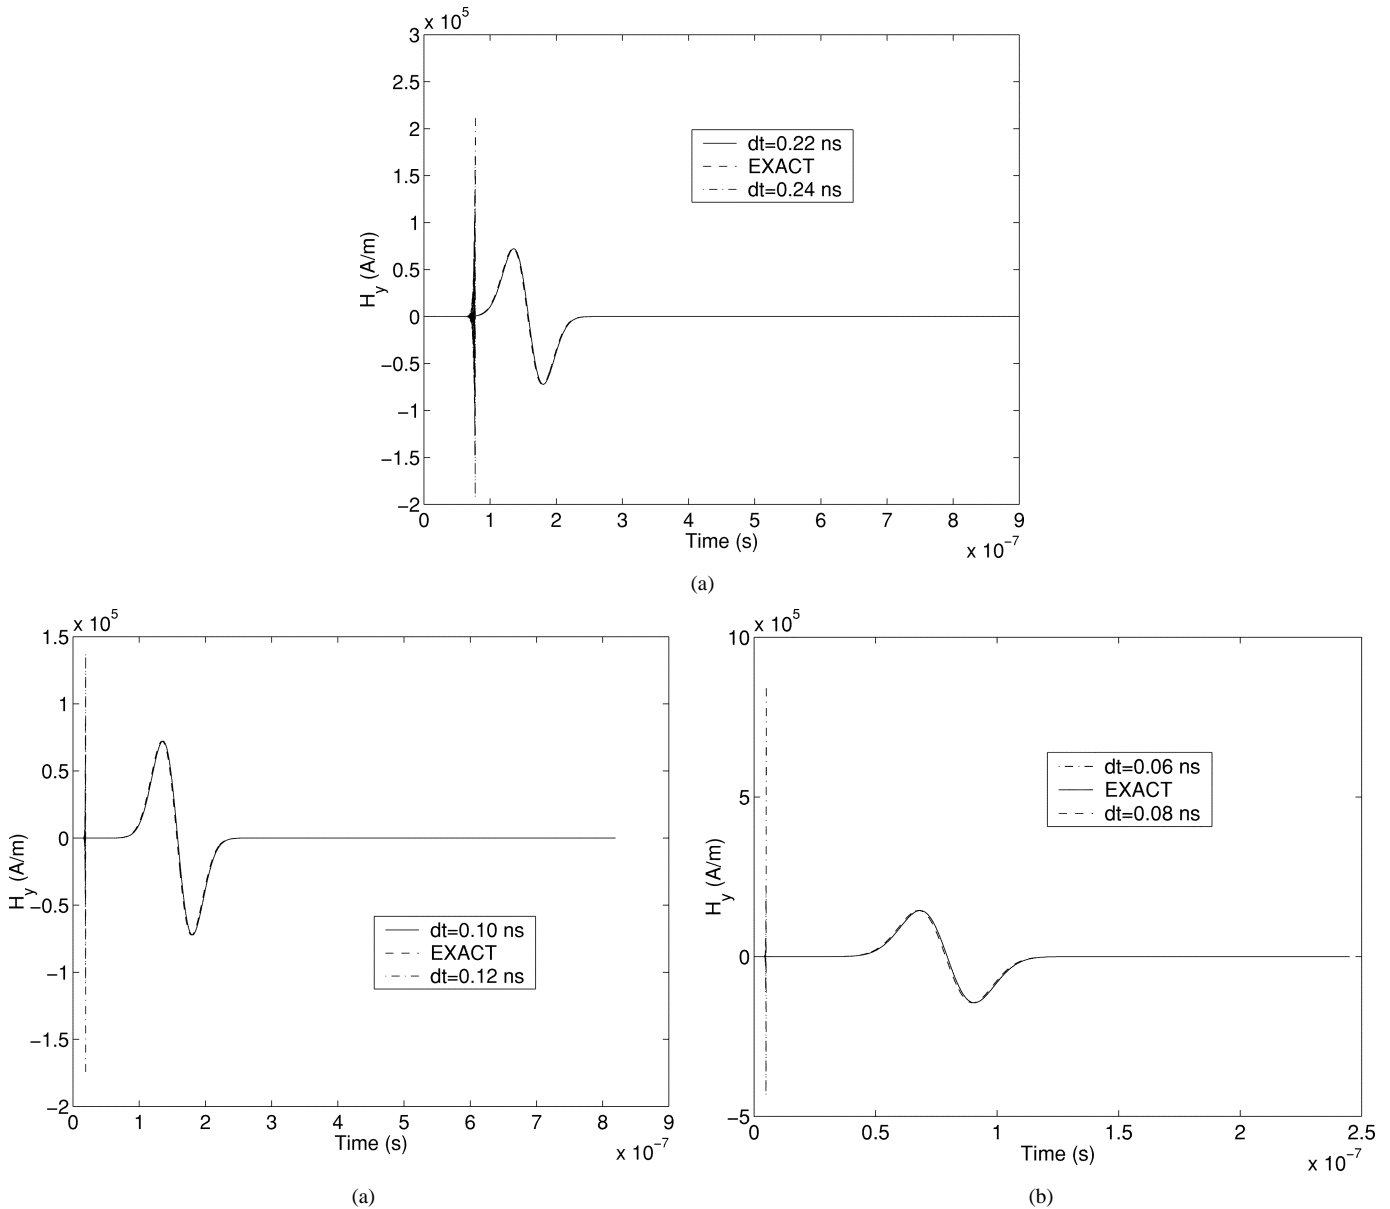 x 10^5
3
2.5
2
1.5
1
0.5
0
−0.5
−1
−1.5
−2
H_y (A/m)
dt=0.22 ns
EXACT
dt=0.24 ns
0 1 2 3 4 5 6 7 8 9
Time (s)
x 10^−7
(a)
x 10^5
1.5
1
0.5
0
−0.5
−1
−1.5
−2
H_y (A/m)
dt=0.10 ns
EXACT
dt=0.12 ns
0 1 2 3 4 5 6 7 8 9
Time (s)
x 10^−7
(a)
x 10^5
10
5
0
−5
H_y (A/m)
dt=0.06 ns
EXACT
dt=0.08 ns
0 0.5 1 1.5 2 2.5
Time (s)
x 10^−7
(b)